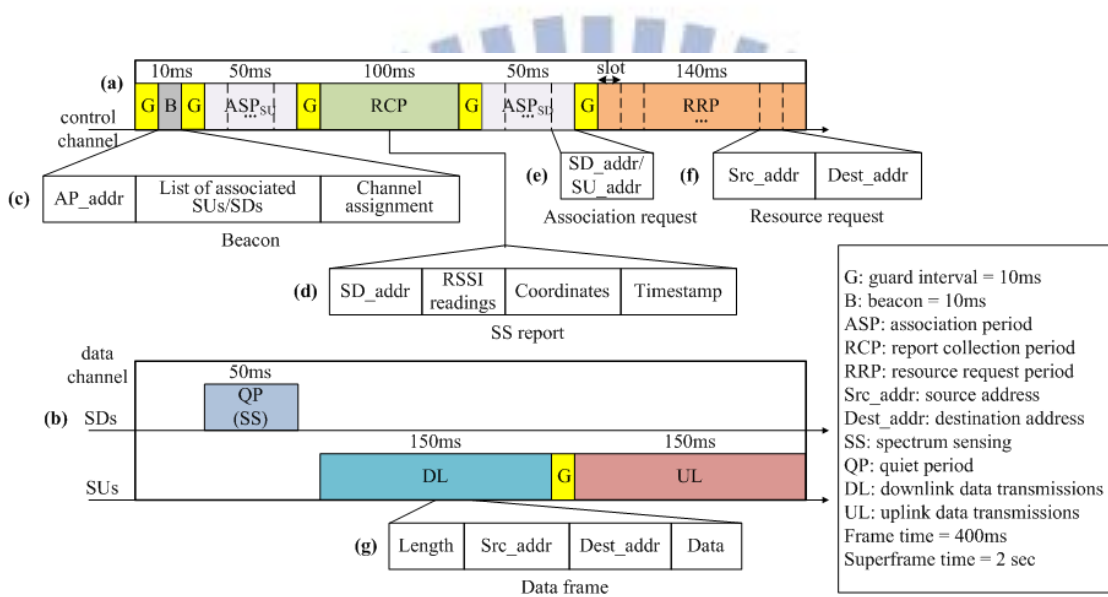 10ms 50ms 100ms 50ms slot 140ms
(a)
G B G ASP_SU ... G RCP G ASP_SD ... G RRP ...
control channel
(c)
AP_addr List of associated SUs/SDs Channel assignment
Beacon
(e)
SD_addr/ SU_addr
Association request
(f)
Src_addr Dest_addr
Resource request
(d)
SD_addr RSSI readings Coordinates Timestamp
SS report
data channel
50ms
(b)
QP (SS)
SDs
150ms 150ms
DL G UL
SUs
(g)
Length Src_addr Dest_addr Data
Data frame
G: guard interval = 10ms
B: beacon = 10ms
ASP: association period
RCP: report collection period
RRP: resource request period
Src_addr: source address
Dest_addr: destination address
SS: spectrum sensing
QP: quiet period
DL: downlink data transmissions
UL: uplink data transmissions
Frame time = 400ms
Superframe time = 2 sec